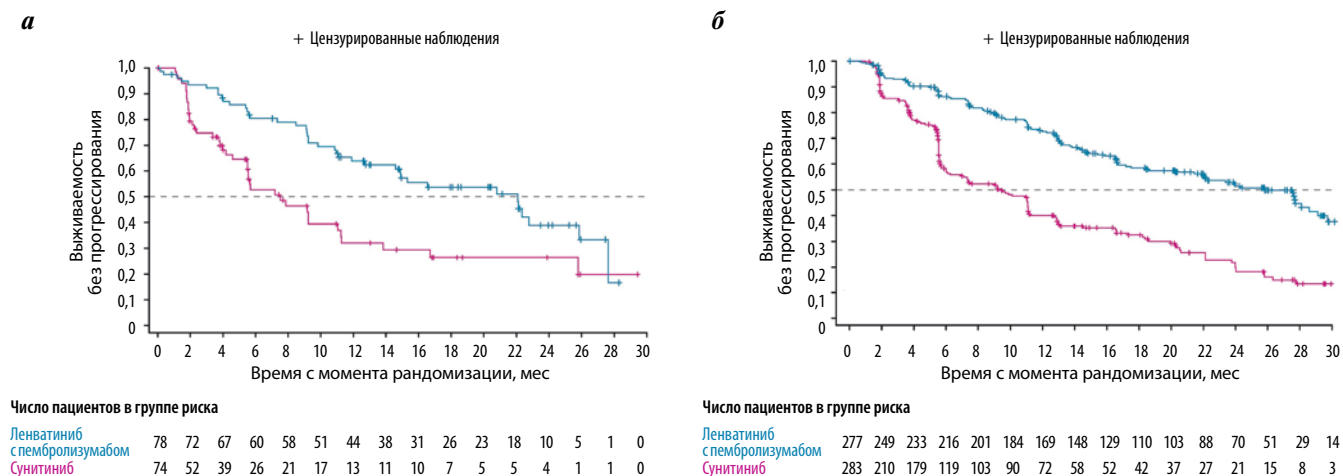 а
+ Цензурированные наблюдения
Выживаемость
без прогрессирования
1,0
0,9
0,8
0,7
0,6
0,5
0,4
0,3
0,2
0,1
0
0 2 4 6 8 10 12 14 16 18 20 22 24 26 28 30
Время с момента рандомизации, мес
Число пациентов в группе риска
Ленватиниб
с пембролизумабом
78 72 67 60 58 51 44 38 31 26 23 18 10 5 1 0
Сунитиниб
74 52 39 26 21 17 13 11 10 7 5 5 4 1 1 0
б
+ Цензурированные наблюдения
Выживаемость
без прогрессирования
1,0
0,9
0,8
0,7
0,6
0,5
0,4
0,3
0,2
0,1
0
0 2 4 6 8 10 12 14 16 18 20 22 24 26 28 30
Время с момента рандомизации, мес
Число пациентов в группе риска
Ленватиниб
с пембролизумабом
277 249 233 216 201 184 169 148 129 110 103 88 70 51 29 14
Сунитиниб
283 210 179 119 103 90 72 58 52 42 37 27 21 15 8 3